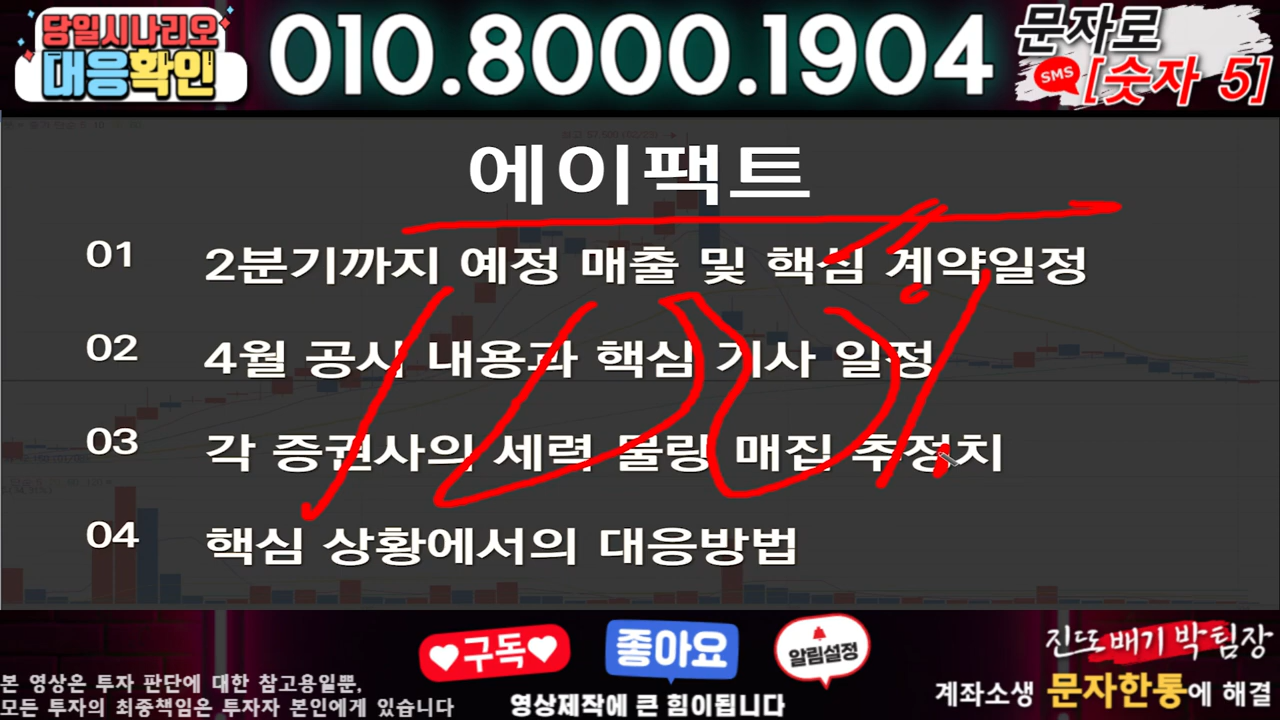 당일시나리오
대응확인
010.8000.1904
문자로
SMS [숫자 5]
에이팩트
01 2분기까지 예정 매출 및 핵심 계약일정
02 4월 공시 내용과 핵심 기사 일정
03 각 증권사의 세력 물링 매집 추정치
04 핵심 상황에서의 대응방법
100%
구독
좋아요
알림설정
영상제작에 큰 힘이됩니다
본 영상은 투자 판단에 대한 참고용일뿐,
모든 투자의 최종책임은 투자자 본인에게 있습니다
진또배기 박팀장
계좌소생 문자한통에 해결